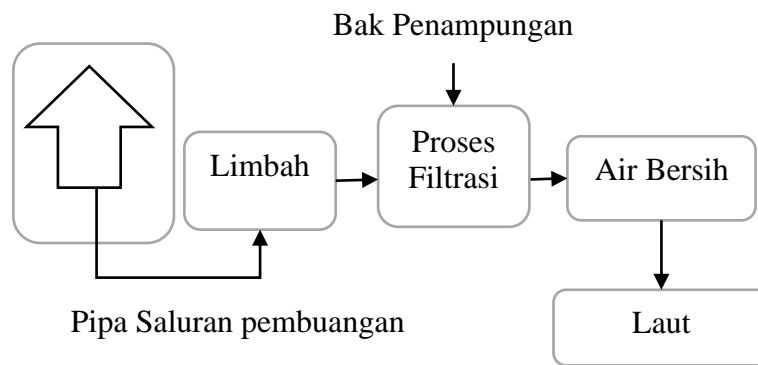 Bak Penampungan
Limbah
Proses
Filtrasi
Air Bersih
Pipa Saluran pembuangan
Laut